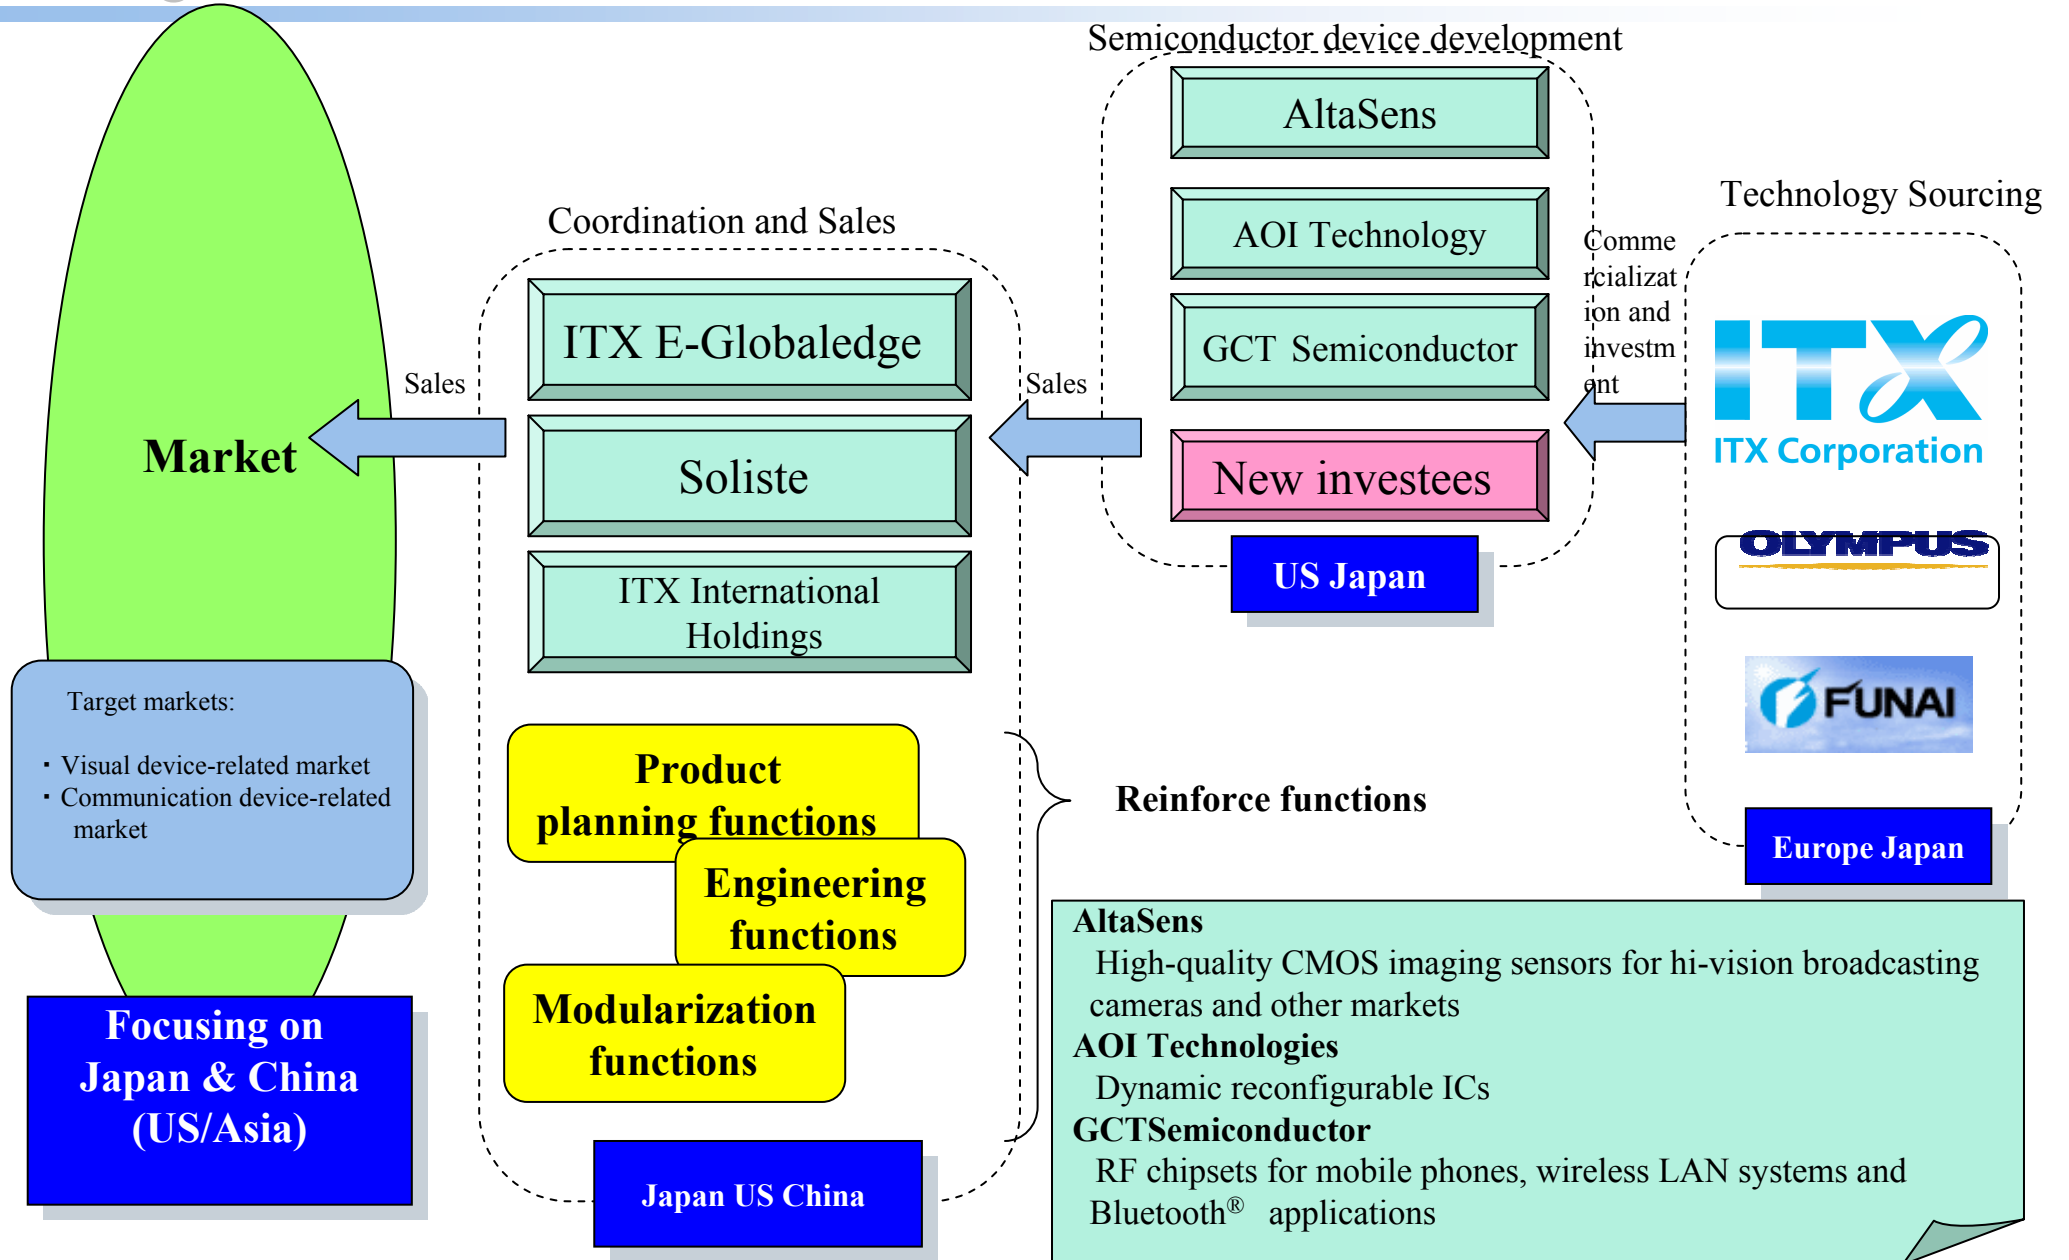 Semiconductor device development
AltaSens
AOI Technology
GCT Semiconductor
New investees
US Japan
Technology Sourcing
Comme
rcializat
ion and
investm
ent
ITX
ITX Corporation
OLYMPUS
FUNAI
Europe Japan
Coordination and Sales
ITX E-Globaledge
Soliste
ITX International
Holdings
Sales
Sales
Market
Target markets:
・Visual device-related market
・Communication device-related
market
Focusing on
Japan & China
(US/Asia)
Product
planning functions
Engineering
functions
Modularization
functions
Japan US China
Reinforce functions
AltaSens
High-quality CMOS imaging sensors for hi-vision broadcasting
cameras and other markets
AOI Technologies
Dynamic reconfigurable ICs
GCTSemiconductor
RF chipsets for mobile phones, wireless LAN systems and
Bluetooth® applications